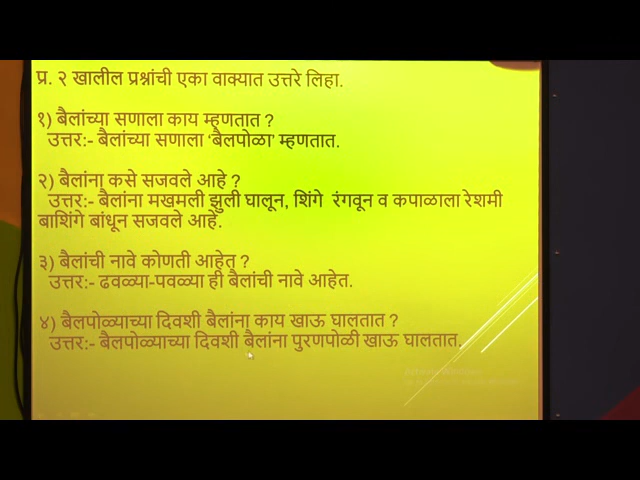 प्र. २ खालील प्रश्नांची एका वाक्यात उत्तरे लिहा.
१) बैलांच्या सणाला काय म्हणतात ?
उत्तर:- बैलांच्या सणाला ‘बैलपोळा’ म्हणतात.
२) बैलांना कसे सजवले आहे ?
उत्तर:- बैलांना मखमली झुली घालून, शिंगे रंगवून व कपाळाला रेशमी
बाशिंगे बांधून सजवले आहे.
३) बैलांची नावे कोणती आहेत ?
उत्तर:- ढवळ्या-पवळ्या ही बैलांची नावे आहेत.
४) बैलपोळ्याच्या दिवशी बैलांना काय खाऊ घालतात ?
उत्तर:- बैलपोळ्याच्या दिवशी बैलांना पुरणपोळी खाऊ घालतात.